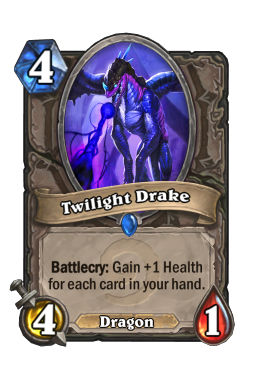 4
Twilight Drake
Battlecry: Gain +1 Health
for each card in your hand.
4
Dragon
1